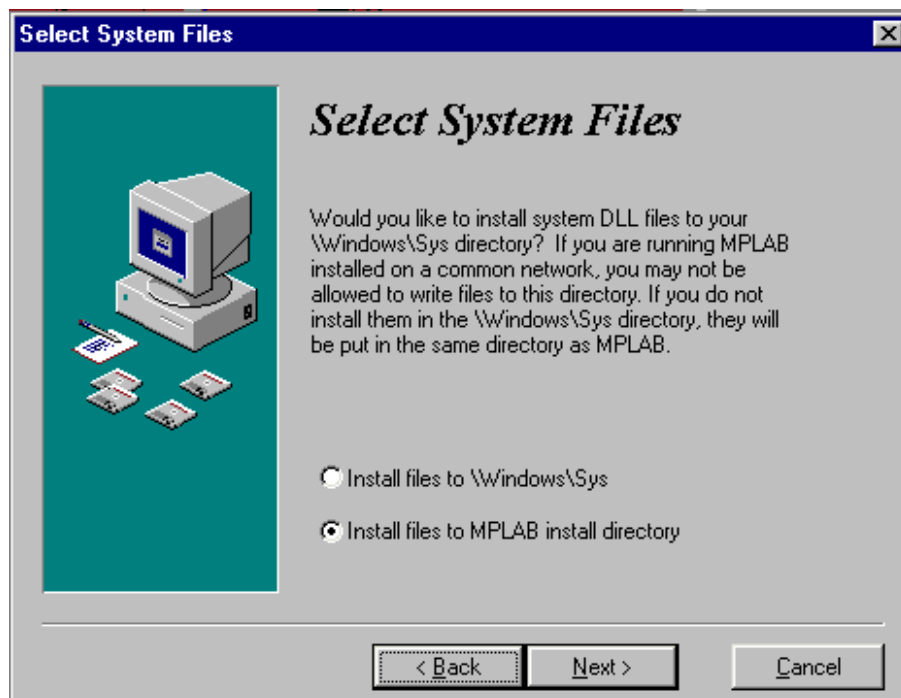 Select System Files
Select System Files
Would you like to install system DLL files to your
\Windows\Sys directory? If you are running MPLAB
installed on a common network, you may not be
allowed to write files to this directory. If you do not
install them in the \Windows\Sys directory, they will
be put in the same directory as MPLAB.
Install files to \Windows\Sys
Install files to MPLAB install directory
< Back Next > Cancel